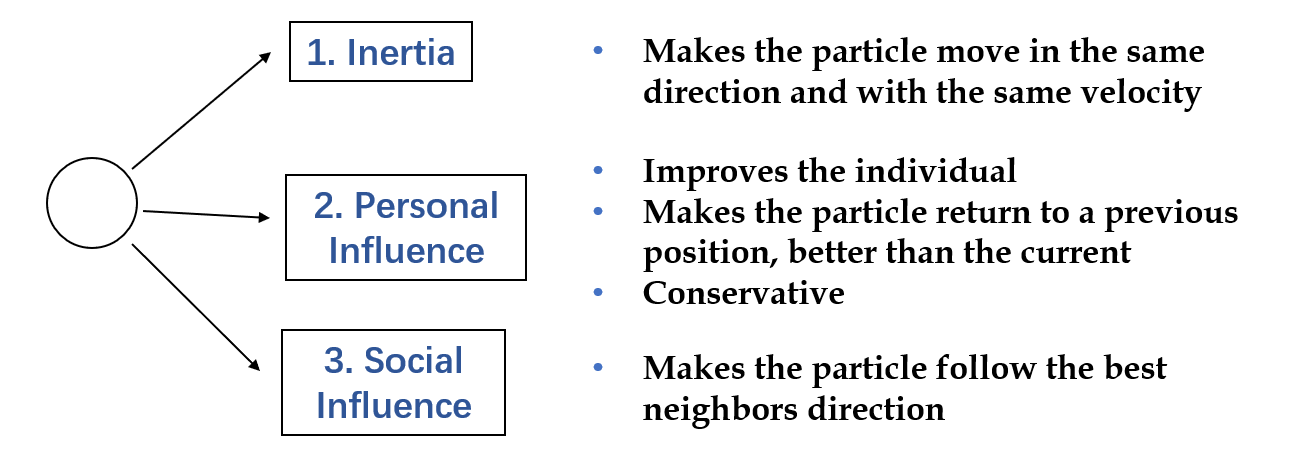 1. Inertia
• Makes the particle move in the same
direction and with the same velocity
2. Personal
Influence
• Improves the individual
• Makes the particle return to a previous
position, better than the current
• Conservative
3. Social
Influence
• Makes the particle follow the best
neighbors direction